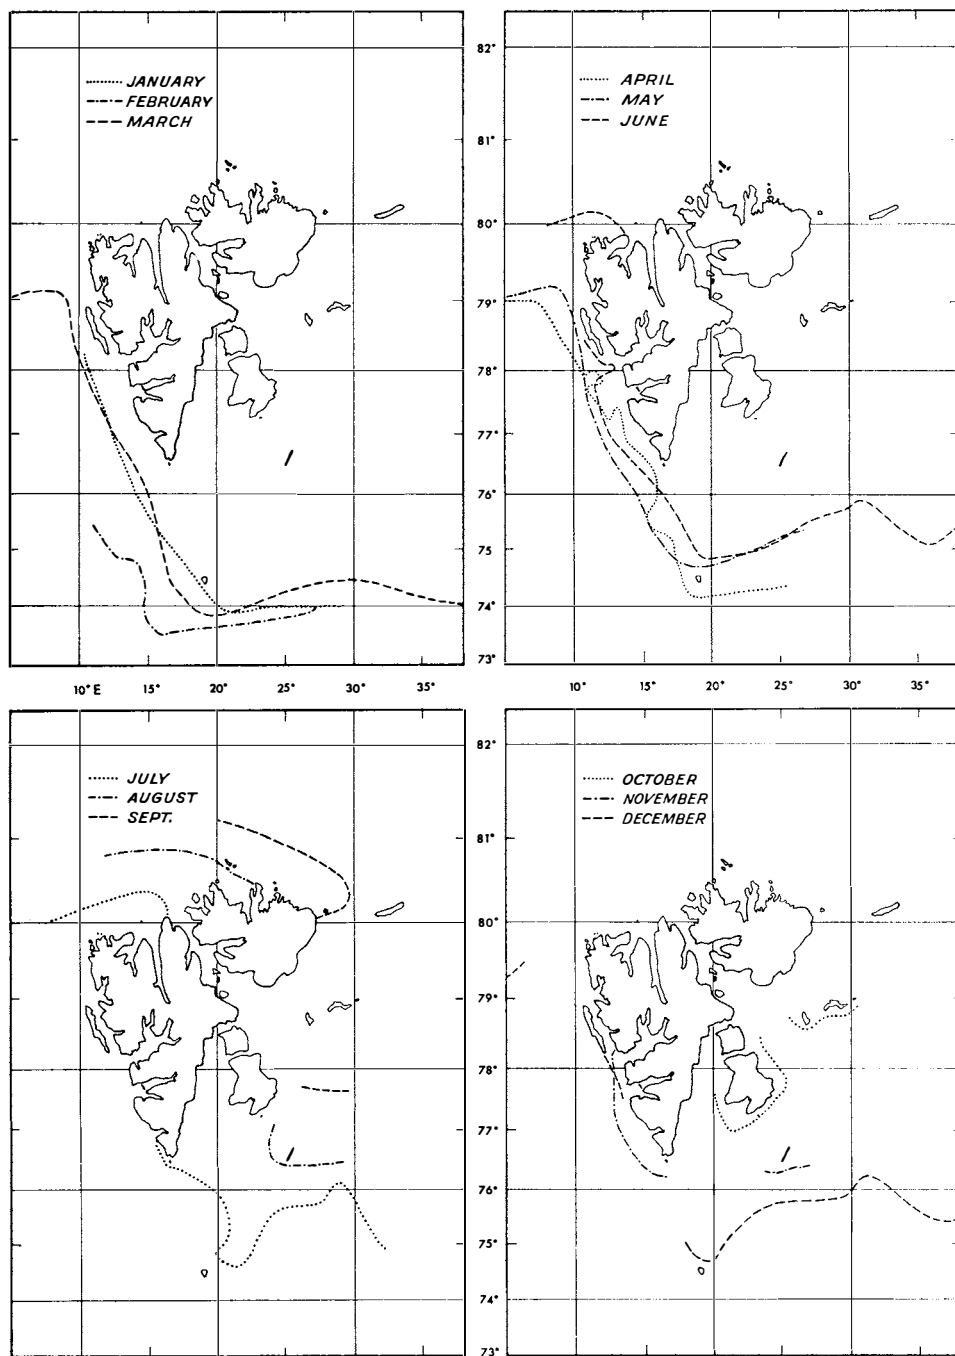 JANUARY
FEBRUARY
MARCH
82°
APRIL
MAY
JUNE
81°
80°
79°
78°
77°
76°
75°
74°
73°
10° E 15° 20° 25° 30° 35°
10° 15° 20° 25° 30° 35°
JULY
AUGUST
SEPT.
82°
OCTOBER
NOVEMBER
DECEMBER
81°
80°
79°
78°
77°
76°
75°
74°
73°